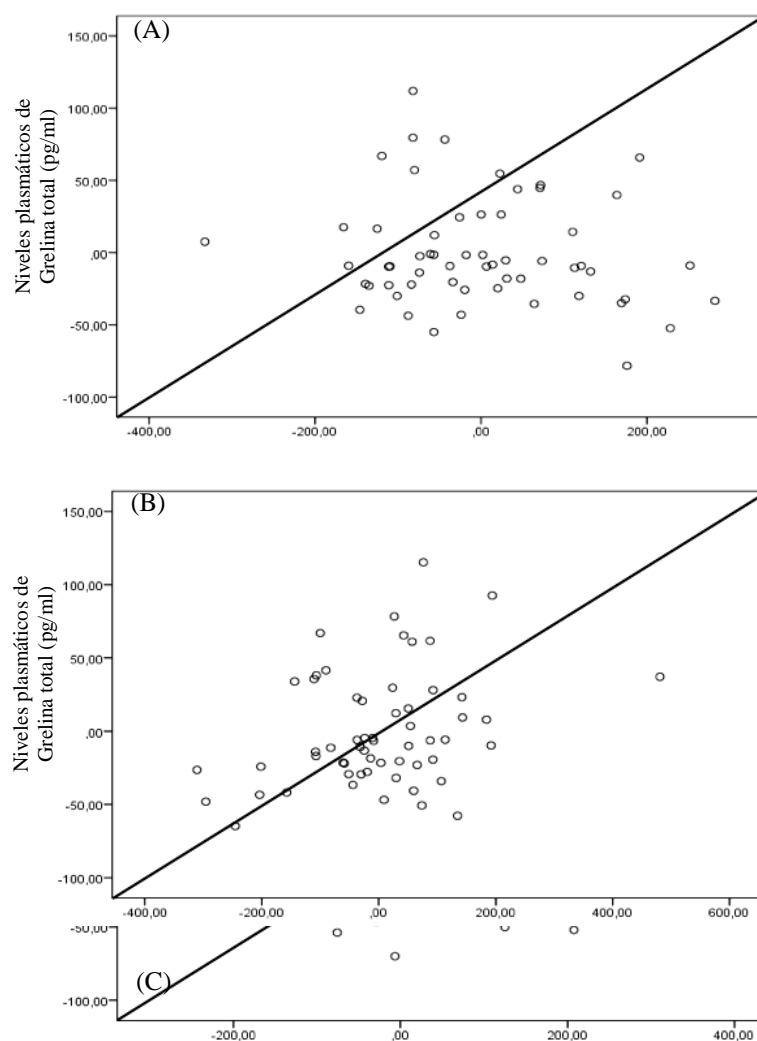 (A)
150,00
100,00
50,00
,00
-50,00
-100,00
Niveles plasmáticos de
Grelina total (pg/ml)
-400,00 -200,00 ,00 200,00
(B)
150,00
100,00
50,00
,00
-50,00
-100,00
Niveles plasmáticos de
Grelina total (pg/ml)
-400,00 -200,00 ,00 200,00 400,00 600,00
-50,00
(C)
-100,00
-200,00 ,00 200,00 400,00